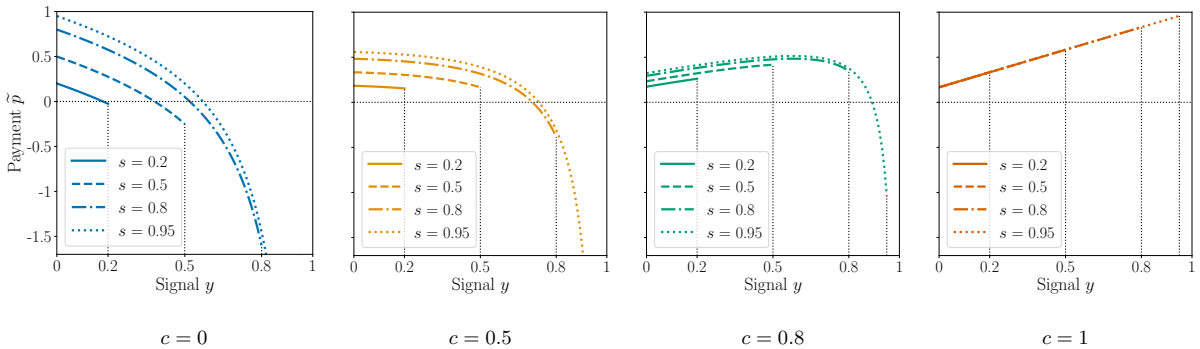 1
0.5
0
-0.5
-1
-1.5
Payment p̃
s = 0.2
s = 0.5
s = 0.8
s = 0.95
0 0.2 0.5 0.8 1
Signal y
c = 0
s = 0.2
s = 0.5
s = 0.8
s = 0.95
0 0.2 0.5 0.8 1
Signal y
c = 0.5
s = 0.2
s = 0.5
s = 0.8
s = 0.95
0 0.2 0.5 0.8 1
Signal y
c = 0.8
s = 0.2
s = 0.5
s = 0.8
s = 0.95
0 0.2 0.5 0.8 1
Signal y
c = 1